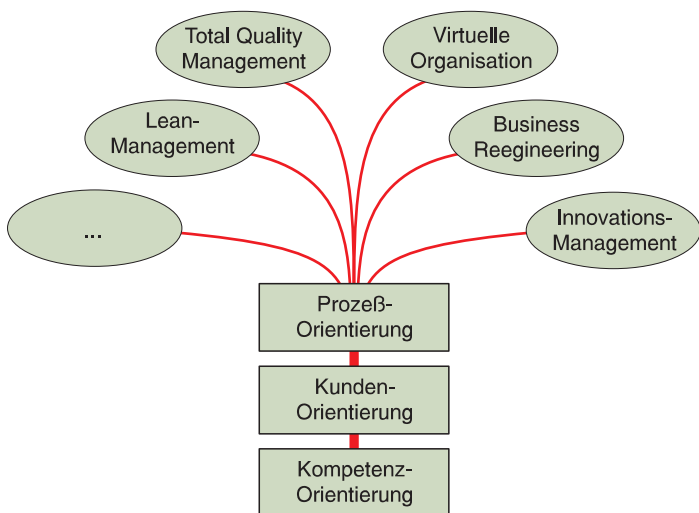 Total Quality
Management
Virtuelle
Organisation
Lean-
Management
Business
Reegineering
...
Innovations-
Management
Prozeß-
Orientierung
Kunden-
Orientierung
Kompetenz-
Orientierung